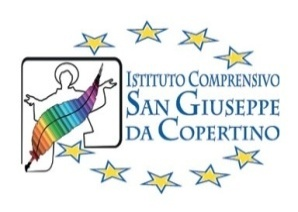 ISTITUTO COMPRENSIVO
SAN GIUSEPPE
DA COPERTINO